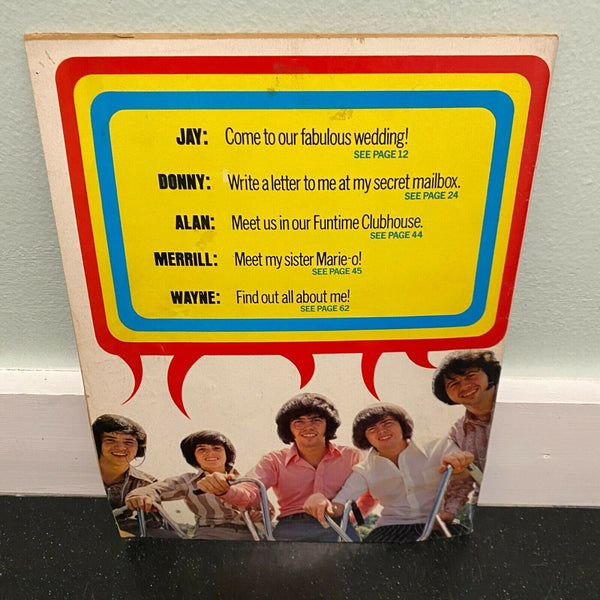 JAY: Come to our fabulous wedding!
SEE PAGE 12
DONNY: Write a letter to me at my secret mailbox.
SEE PAGE 24
ALAN: Meet us in our Funtime Clubhouse.
SEE PAGE 44
MERRILL: Meet my sister Marie-o!
SEE PAGE 45
WAYNE: Find out all about me!
SEE PAGE 62